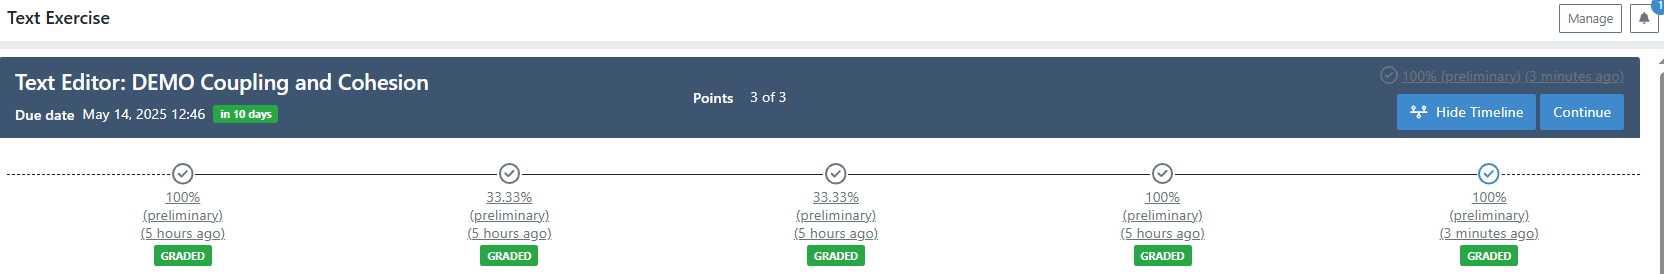 Text Exercise
Manage
1
Text Editor: DEMO Coupling and Cohesion
Due date May 14, 2025 12:46 in 10 days
Points 3 of 3
100% (preliminary) (3 minutes ago)
Hide Timeline
Continue
100%
(preliminary)
(5 hours ago)
GRADED
33.33%
(preliminary)
(5 hours ago)
GRADED
33.33%
(preliminary)
(5 hours ago)
GRADED
100%
(preliminary)
(5 hours ago)
GRADED
100%
(preliminary)
(3 minutes ago)
GRADED